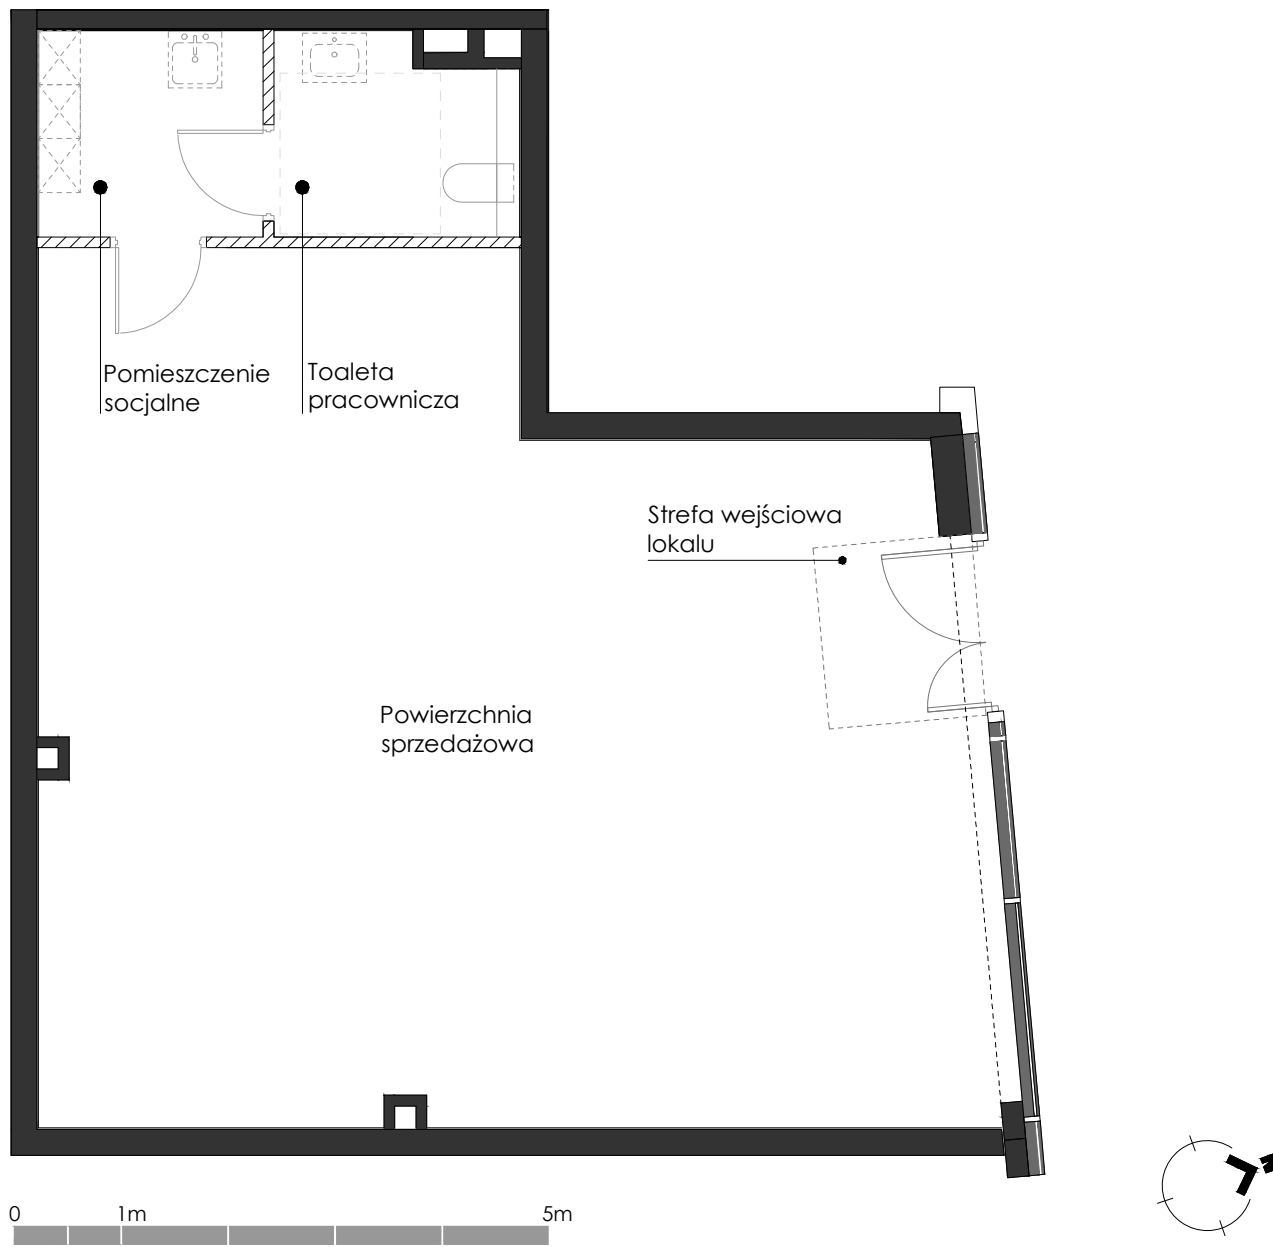 Pomieszczenie
socjalne
Toaleta
pracownicza
Strefa wejściowa
lokalu
Powierzchnia
sprzedażowa
0 1m 5m